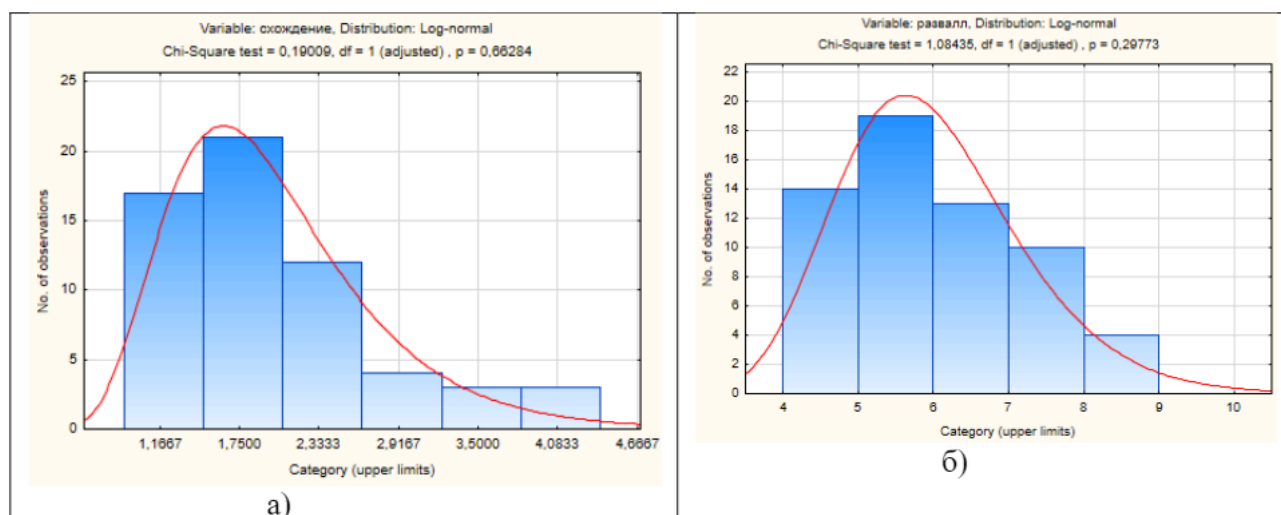 Variable: схождение, Distribution: Log-normal
Chi-Square test = 0,19009, df = 1 (adjusted) , p = 0,66284
25
20
15
10
5
0
No. of observations
1,1667 1,7500 2,3333 2,9167 3,5000 4,0833 4,6667
Category (upper limits)
а)
Variable: развалл, Distribution: Log-normal
Chi-Square test = 1,08435, df = 1 (adjusted) , p = 0,29773
22
20
18
16
14
12
10
8
6
4
2
0
No. of observations
4 5 6 7 8 9 10
Category (upper limits)
б)